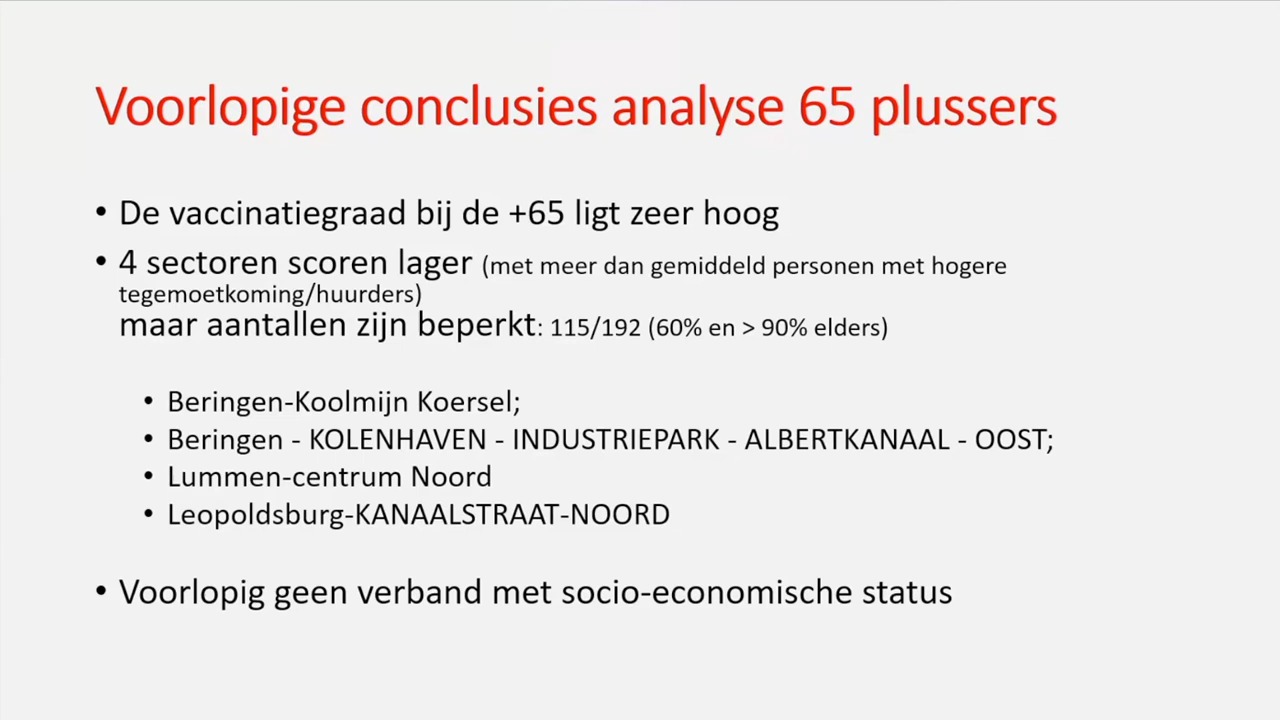 Voorlopige conclusies analyse 65 plussers
• De vaccinatiegraad bij de +65 ligt zeer hoog
• 4 sectoren scoren lager (met meer dan gemiddeld personen met hogere
tegemoetkoming/huurders)
maar aantallen zijn beperkt: 115/192 (60% en > 90% elders)
• Beringen-Koolmijn Koersel;
• Beringen - KOLENHAVEN - INDUSTRIEPARK - ALBERTKANAAL - OOST;
• Lummen-centrum Noord
• Leopoldsburg-KANAALSTRAAT-NOORD
• Voorlopig geen verband met socio-economische status